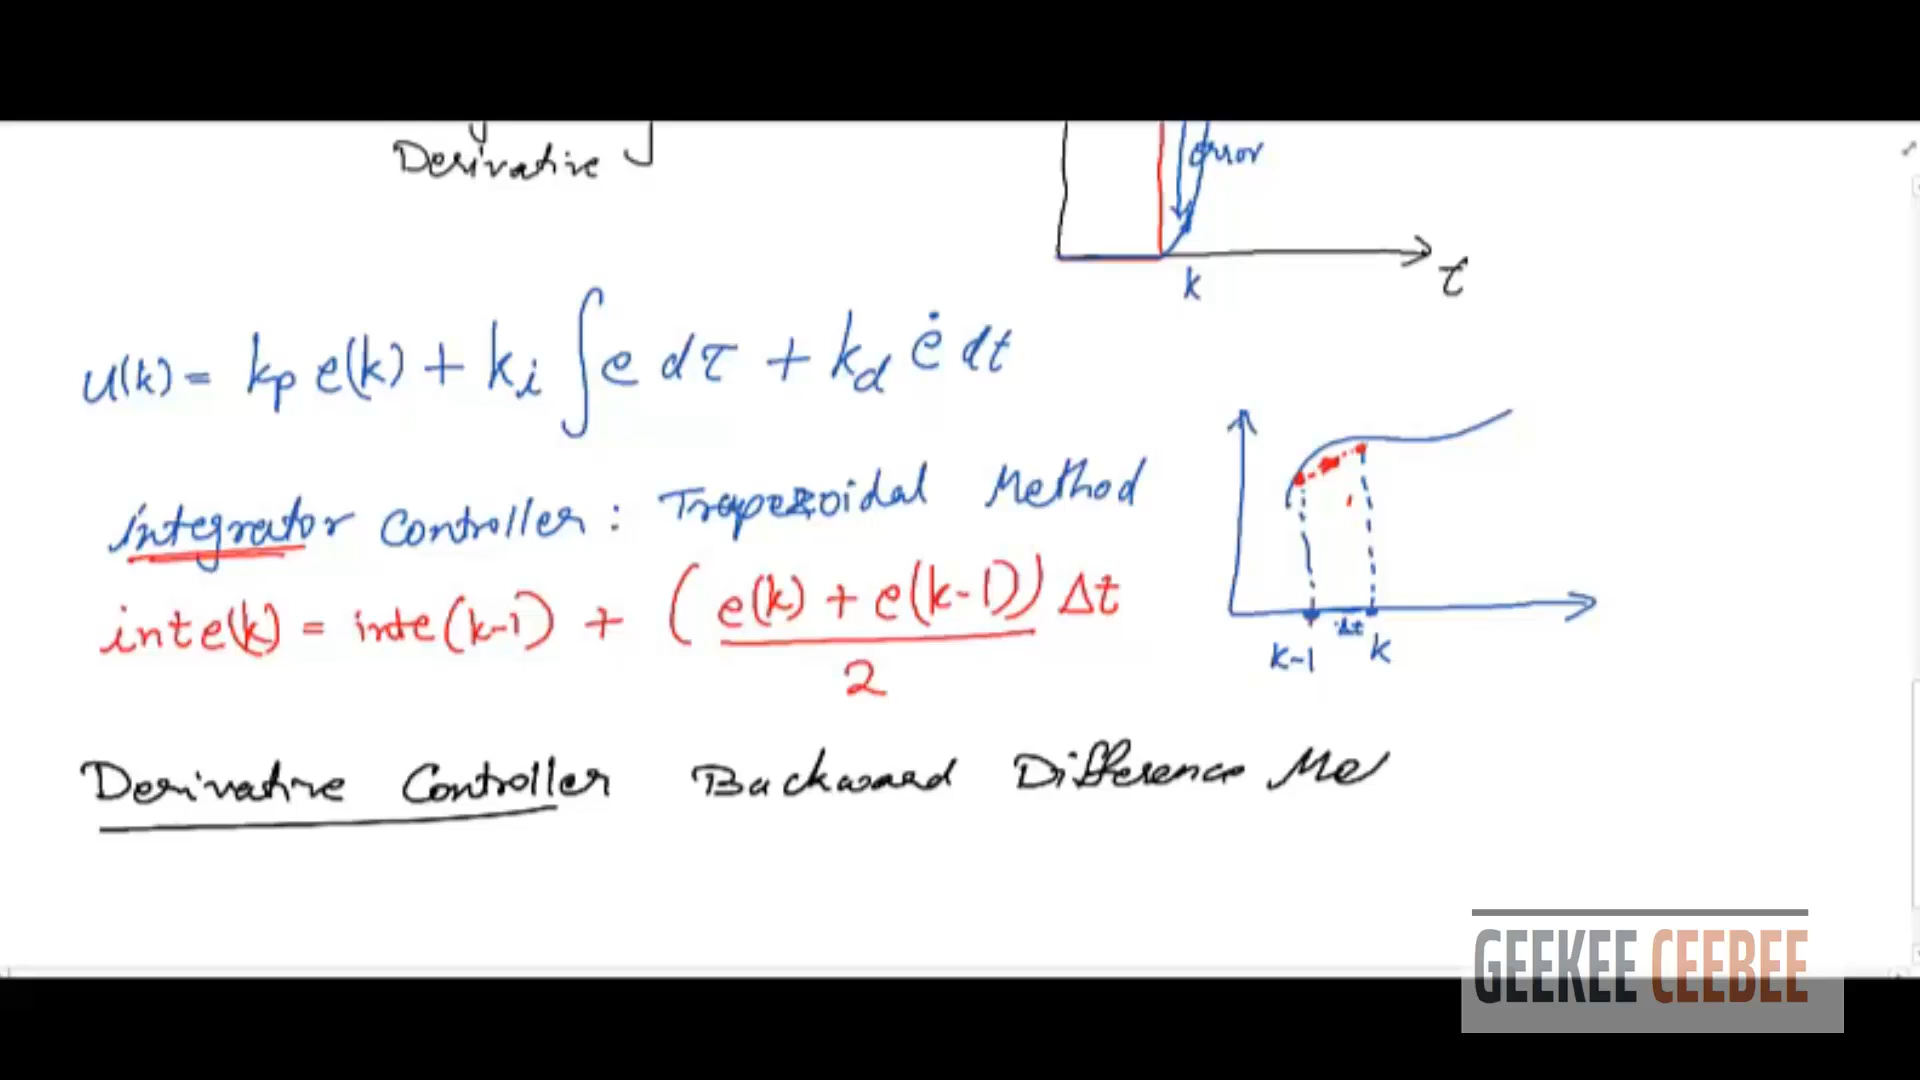 Derivative
error
t
k
u(k) = kp e(k) + ki ∫ e dτ + kd ė dt
Integrator Controller : Trapezoidal Method
inte(k) = inte(k-1) + (e(k) + e(k-1)) Δt
2
Δt
k-1 k
Derivative Controller Backward Difference Me
GEEKEE CEEBEE